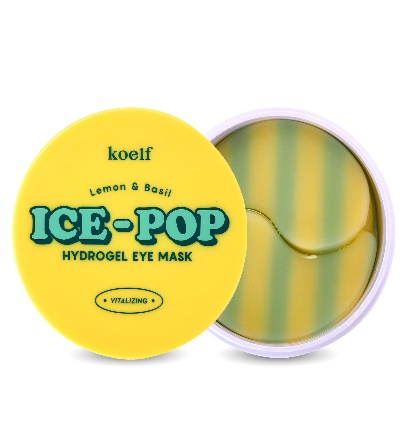 koelf
Lemon & Basil
ICE-POP
HYDROGEL EYE MASK
• VITALIZING •